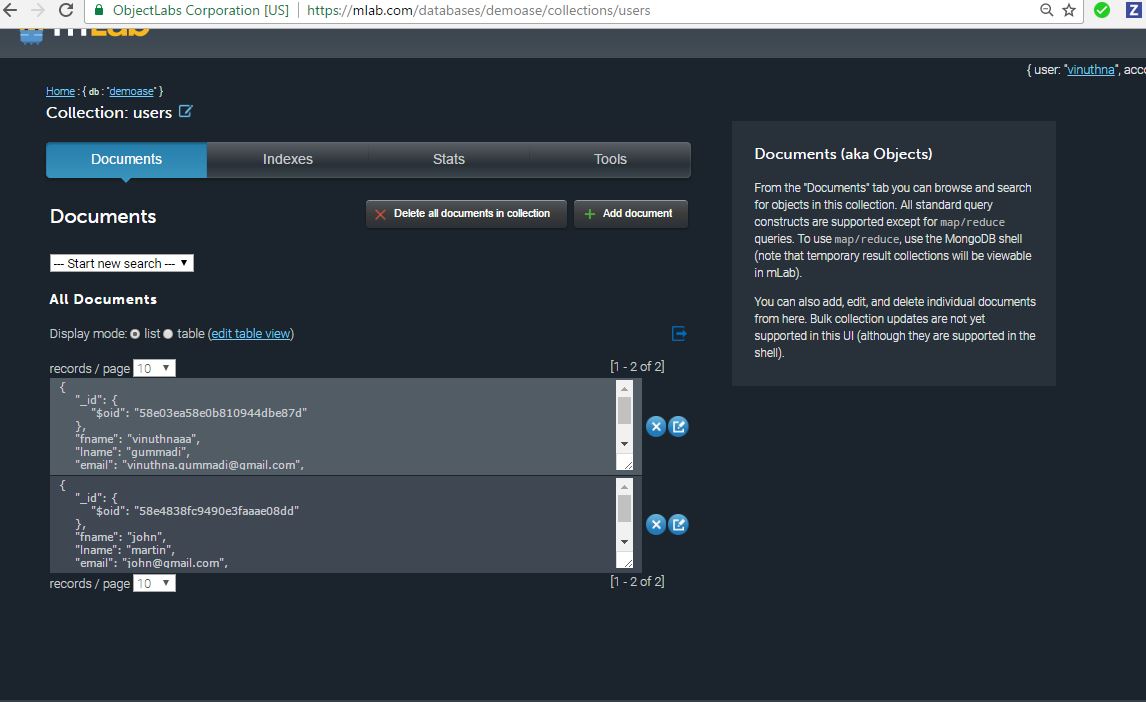 ObjectLabs Corporation [US] https://mlab.com/databases/demoase/collections/users
Z
{ user: "vinuthna", acco
Home : { db : "demoase" }
Collection: users
Documents Indexes Stats Tools
Documents
Delete all documents in collection
Add document
--- Start new search ---
All Documents
Display mode: list table (edit table view)
records / page 10 [1 - 2 of 2]
{
"_id": {
"$oid": "58e03ea58e0b810944dbe87d"
},
"fname": "vinuthnaaa",
"lname": "gummadi",
"email": "vinuthna.gummadi@gmail.com",
{
"_id": {
"$oid": "58e4838fc9490e3faaae08dd"
},
"fname": "john",
"lname": "martin",
"email": "john@gmail.com",
records / page 10 [1 - 2 of 2]
Documents (aka Objects)
From the "Documents" tab you can browse and search
for objects in this collection. All standard query
constructs are supported except for map/reduce
queries. To use map/reduce, use the MongoDB shell
(note that temporary result collections will be viewable
in mLab).
You can also add, edit, and delete individual documents
from here. Bulk collection updates are not yet
supported in this UI (although they are supported in the
shell).